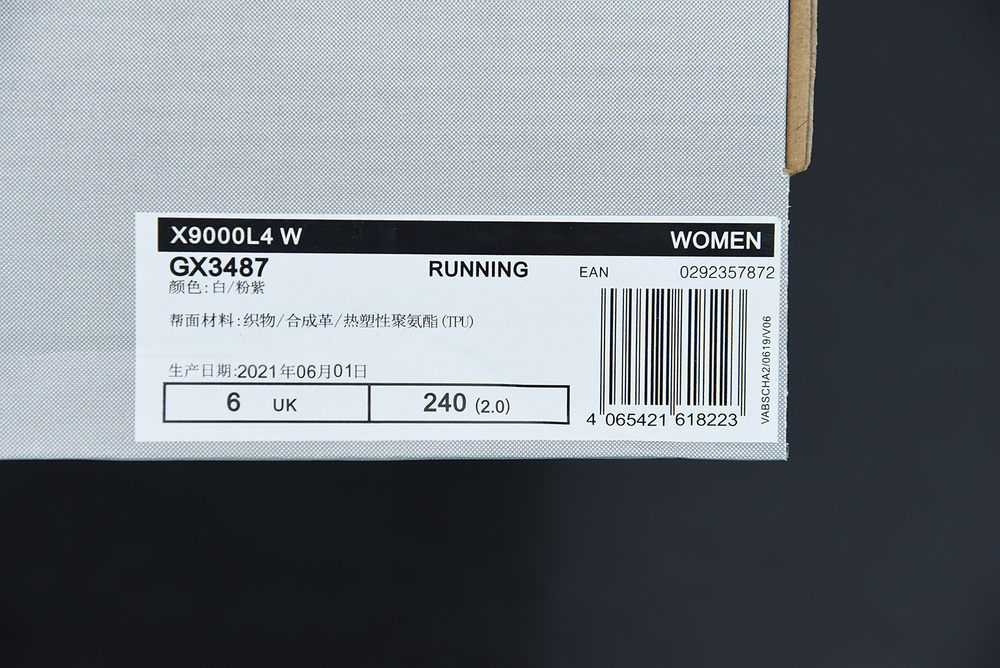 X9000L4 W WOMEN
GX3487 RUNNING EAN 0292357872
颜色:白/粉紫
帮面材料:织物/合成革/热塑性聚氨酯(TPU)
生产日期:2021年06月01日
6 UK 240 (2.0)
4 065421 618223
VABSCHA2/0619/V06